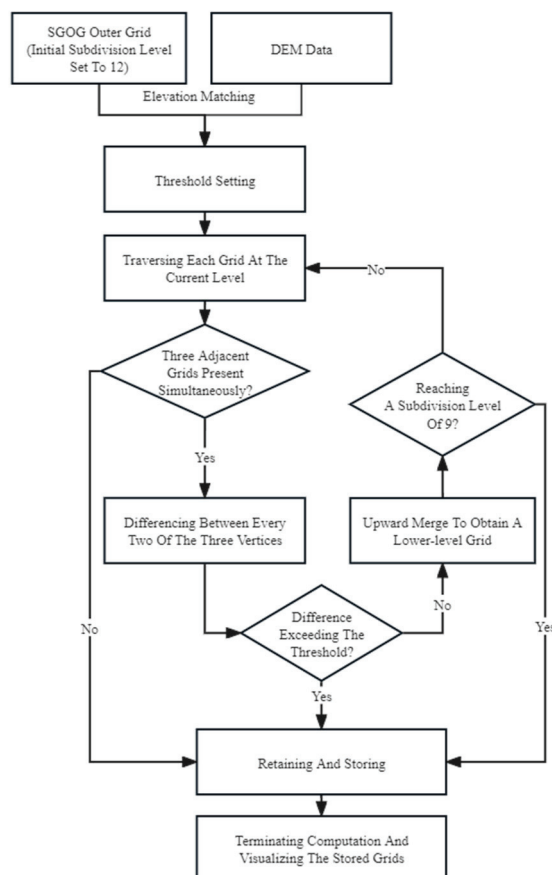 SGOG Outer Grid
(Initial Subdivision Level
Set To 12)
DEM Data
Elevation Matching
Threshold Setting
Traversing Each Grid At The
Current Level
No
Three Adjacent
Grids Present
Simultaneously?
Reaching
A Subdivision Level
Of 9?
Yes
Differencing Between Every
Two Of The Three Vertices
Upward Merge To Obtain A
Lower-level Grid
No
Difference
Exceeding The
Threshold?
No
Yes
Yes
Retaining And Storing
Terminating Computation And
Visualizing The Stored Grids